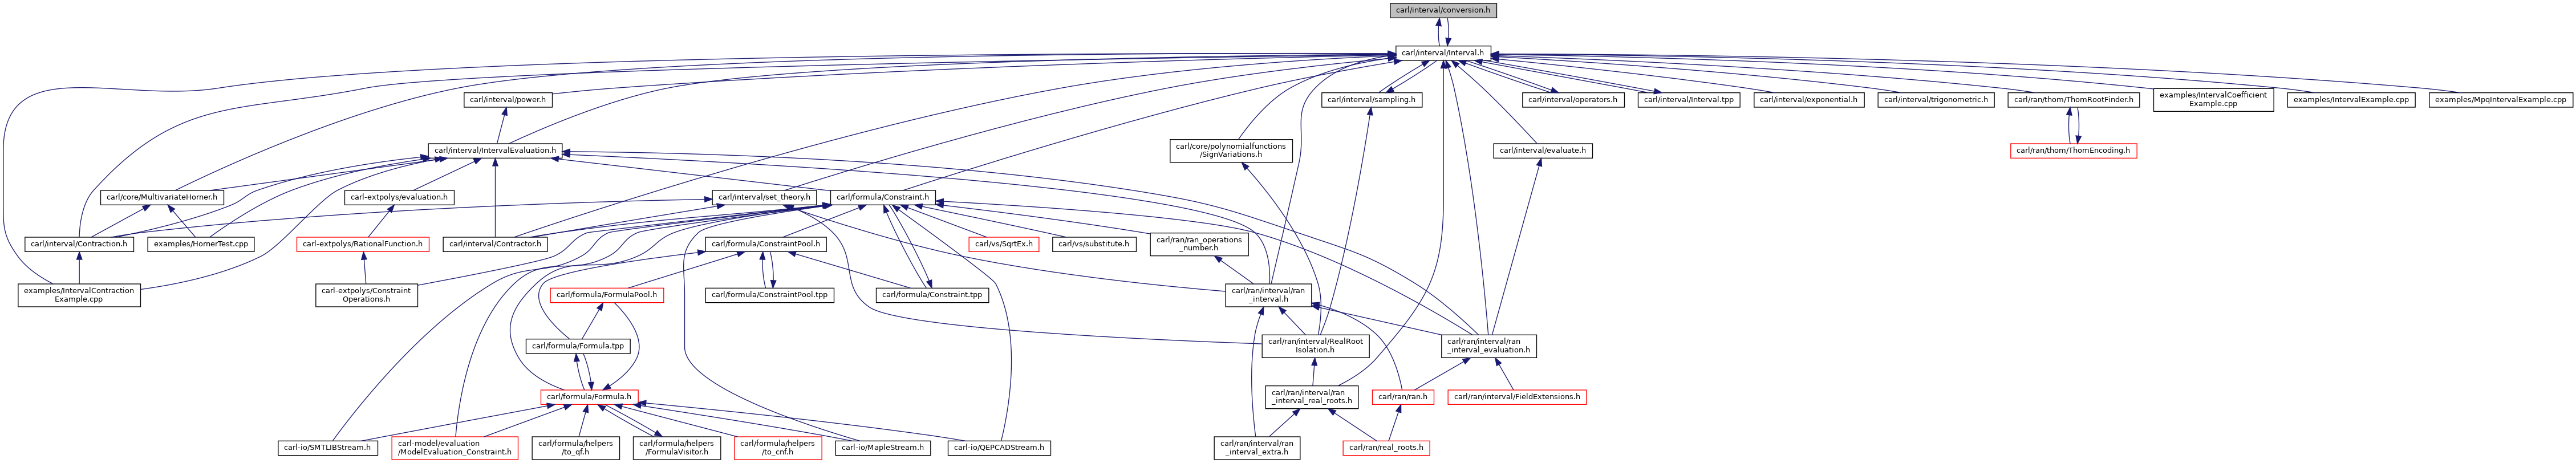 carl/interval/conversion.h
carl/interval/Interval.h
carl/interval/power.h
carl/interval/sampling.h
carl/interval/operators.h
carl/interval/Interval.tpp
carl/interval/exponential.h
carl/interval/trigonometric.h
carl/ran/thom/ThomRootFinder.h
examples/IntervalCoefficient
Example.cpp
examples/IntervalExample.cpp
examples/MpqIntervalExample.cpp
carl/interval/IntervalEvaluation.h
carl/core/polynomialfunctions
/SignVariations.h
carl/interval/evaluate.h
carl/ran/thom/ThomEncoding.h
carl/core/MultivariateHorner.h
carl-extpolys/evaluation.h
carl/interval/set_theory.h
carl/formula/Constraint.h
carl/interval/Contraction.h
examples/HornerTest.cpp
carl-extpolys/RationalFunction.h
carl/interval/Contractor.h
carl/formula/ConstraintPool.h
carl/vs/SqrtEx.h
carl/vs/substitute.h
carl/ran/ran_operations
_number.h
examples/IntervalContraction
Example.cpp
carl-extpolys/Constraint
Operations.h
carl/formula/FormulaPool.h
carl/formula/ConstraintPool.tpp
carl/formula/Constraint.tpp
carl/ran/interval/ran
_interval.h
carl/formula/Formula.tpp
carl/ran/interval/RealRoot
Isolation.h
carl/ran/interval/ran
_interval_evaluation.h
carl/formula/Formula.h
carl/ran/interval/ran
_interval_real_roots.h
carl/ran/ran.h
carl/ran/interval/FieldExtensions.h
carl-io/SMTLIBStream.h
carl-model/evaluation
/ModelEvaluation_Constraint.h
carl/formula/helpers
/to_qf.h
carl/formula/helpers
/FormulaVisitor.h
carl/formula/helpers
/to_cnf.h
carl-io/MapleStream.h
carl-io/QEPCADStream.h
carl/ran/interval/ran
_interval_extra.h
carl/ran/real_roots.h